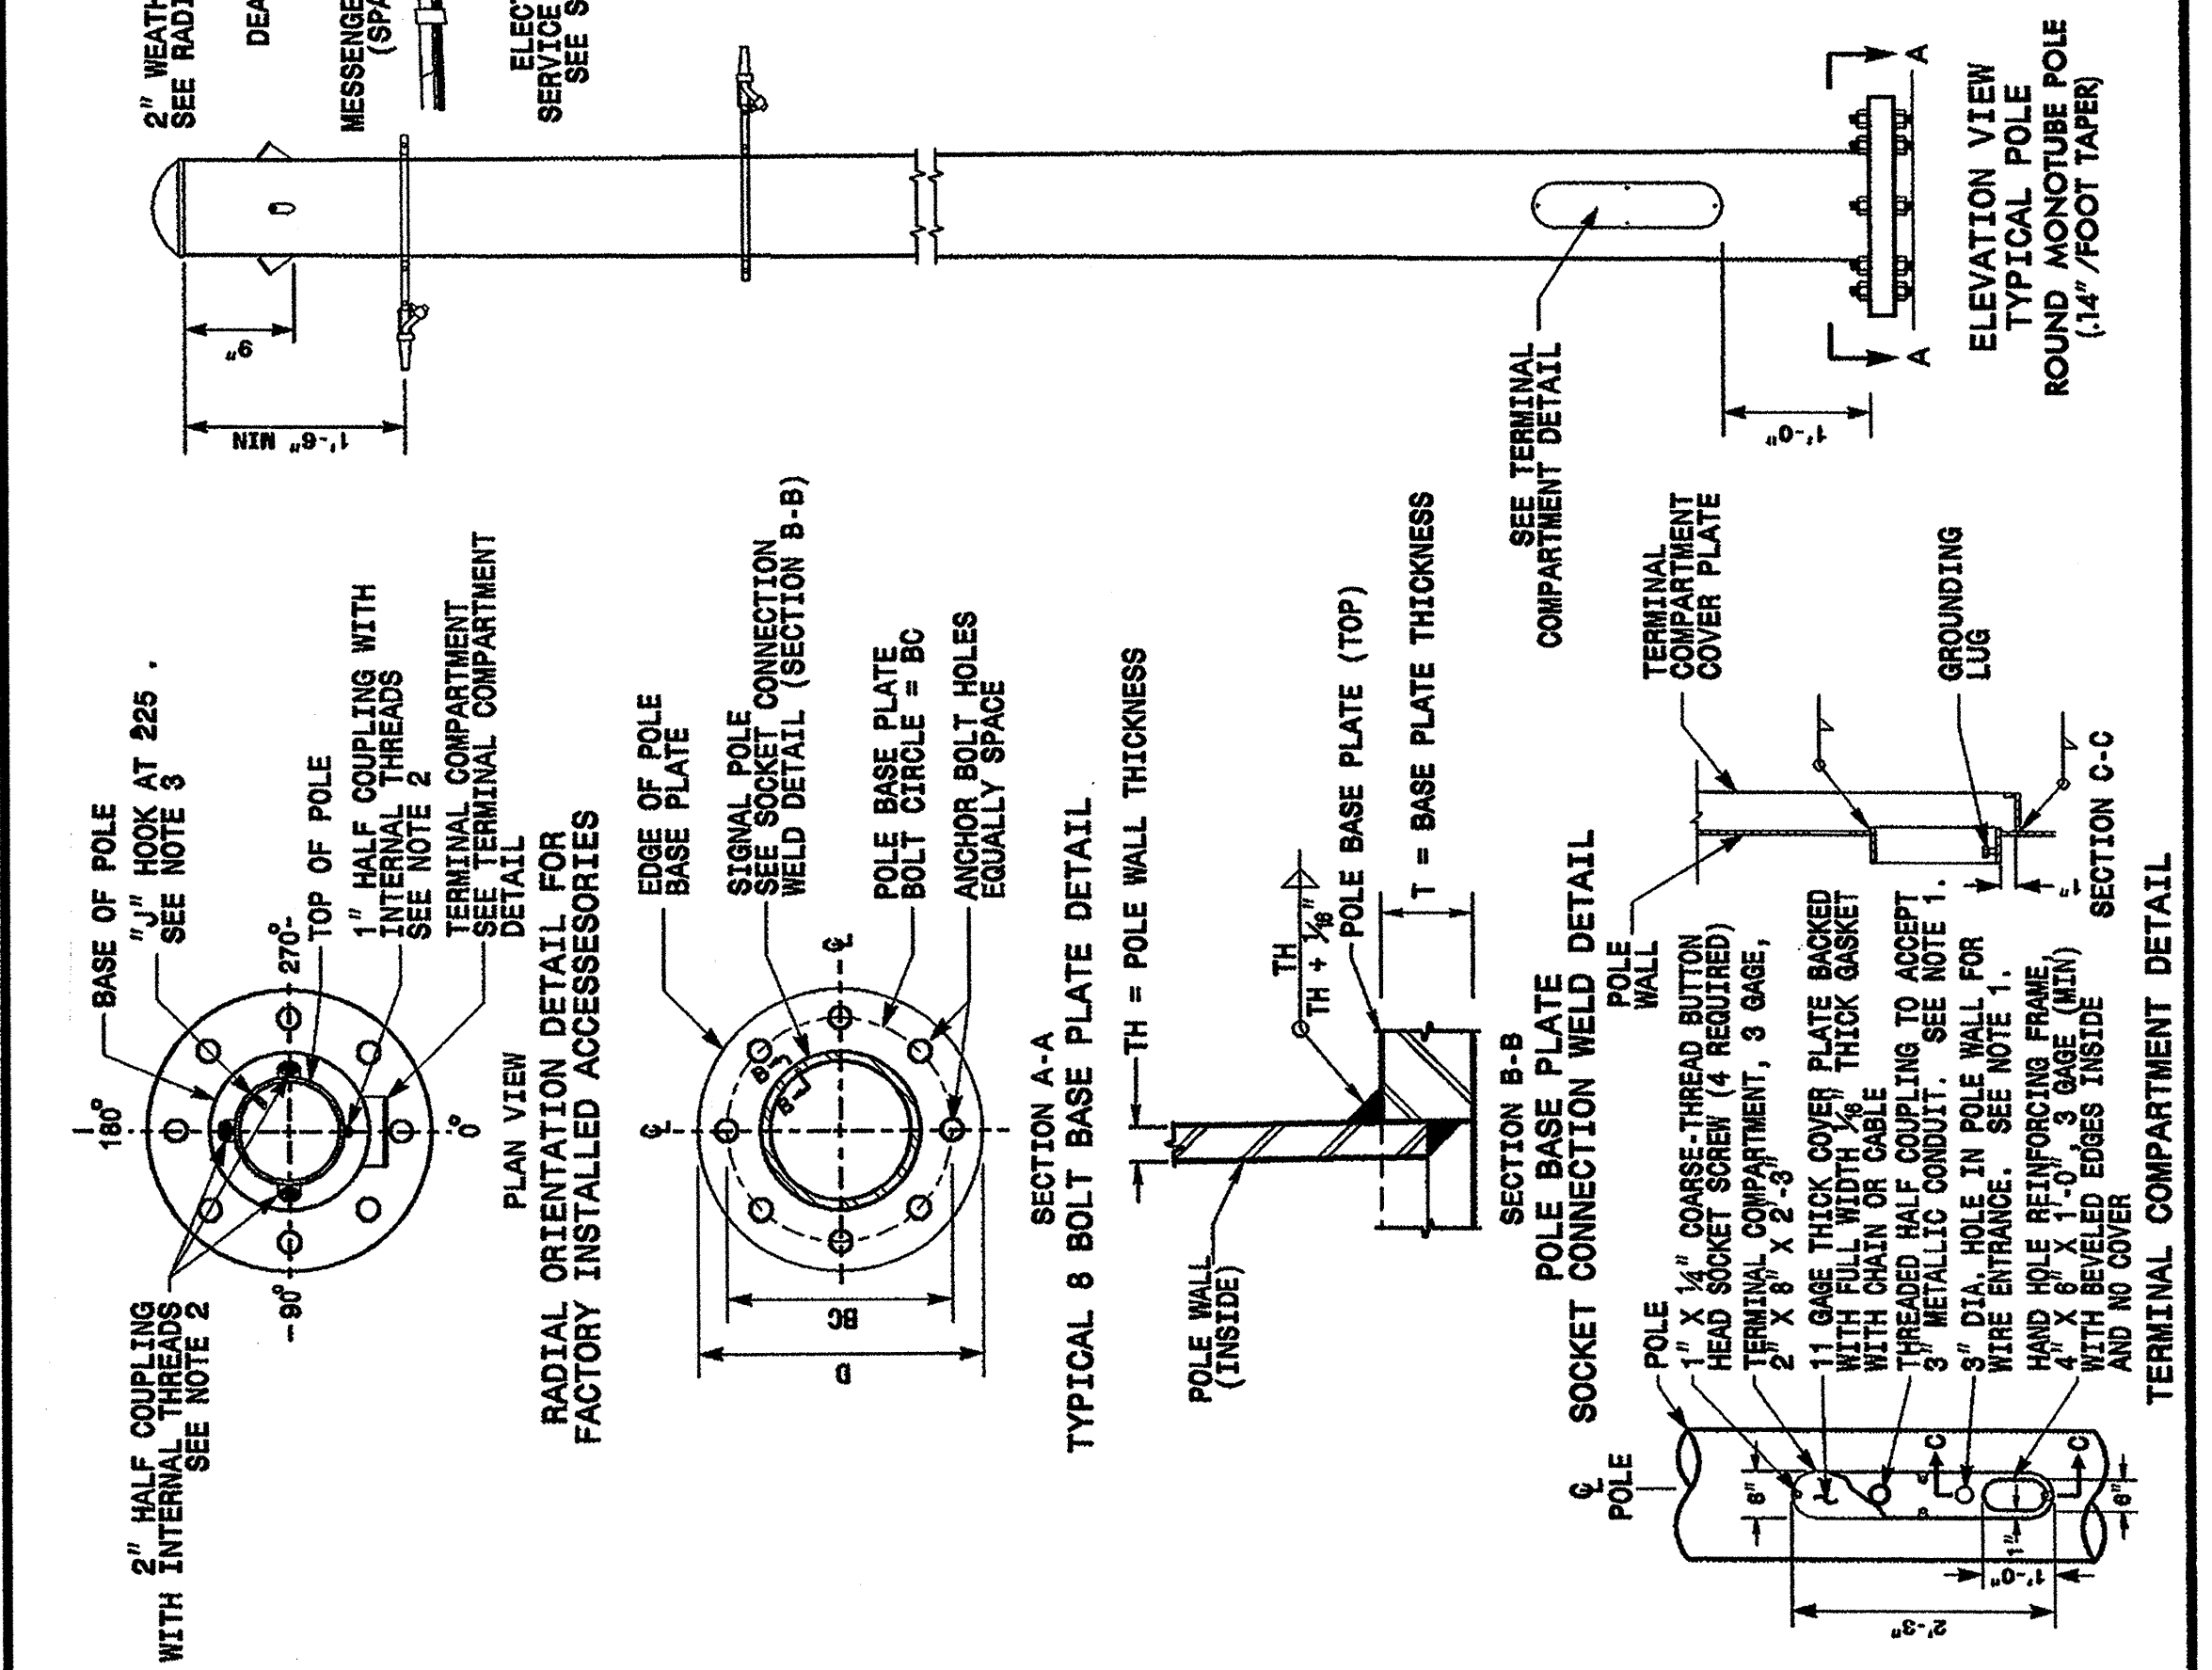 2" WEATH
SEE RADI
DEA
MESSENGE
(SPA
ELECT
SERVICE
SEE S
9"
1'-6" MIN
SEE TERMINAL
COMPARTMENT DETAIL
1'-0"
A
A
ELEVATION VIEW
TYPICAL POLE
ROUND MONOTUBE POLE
(.14"/FOOT TAPER)
BASE OF POLE
"J" HOOK AT 225 .
SEE NOTE 3
180°
270°
90°
0°
TOP OF POLE
1" HALF COUPLING WITH
INTERNAL THREADS
SEE NOTE 2
TERMINAL COMPARTMENT
SEE TERMINAL COMPARTMENT
DETAIL
2" HALF COUPLING
WITH INTERNAL THREADS
SEE NOTE 2
PLAN VIEW
RADIAL ORIENTATION DETAIL FOR
FACTORY INSTALLED ACCESSORIES
EDGE OF POLE
BASE PLATE
SIGNAL POLE
SEE SOCKET CONNECTION
WELD DETAIL (SECTION B-B)
POLE BASE PLATE
BOLT CIRCLE = BC
ANCHOR BOLT HOLES
EQUALLY SPACE
℄
℄
B
B
BC
D
SECTION A-A
TYPICAL 8 BOLT BASE PLATE DETAIL
TH = POLE WALL THICKNESS
TH
TH + 1/16"
POLE BASE PLATE (TOP)
T = BASE PLATE THICKNESS
POLE WALL
(INSIDE)
SECTION B-B
POLE BASE PLATE
SOCKET CONNECTION WELD DETAIL
℄
POLE
POLE
1" X 1/4" COARSE-THREAD BUTTON
HEAD SOCKET SCREW (4 REQUIRED)
TERMINAL COMPARTMENT, 3 GAGE,
2" X 8" X 2'-3"
11 GAGE THICK COVER PLATE BACKED
WITH FULL WIDTH 1/16" THICK GASKET
WITH CHAIN OR CABLE
THREADED HALF COUPLING TO ACCEPT
3" METALLIC CONDUIT. SEE NOTE 1.
3" DIA. HOLE IN POLE WALL FOR
WIRE ENTRANCE. SEE NOTE 1.
HAND HOLE REINFORCING FRAME,
4" X 6" X 1'-0", 3 GAGE (MIN)
WITH BEVELED EDGES INSIDE
AND NO COVER
8"
C
C
6"
1"
1'-0"
2'-3"
POLE
WALL
TERMINAL
COMPARTMENT
COVER PLATE
GROUNDING
LUG
1"
SECTION C-C
TERMINAL COMPARTMENT DETAIL